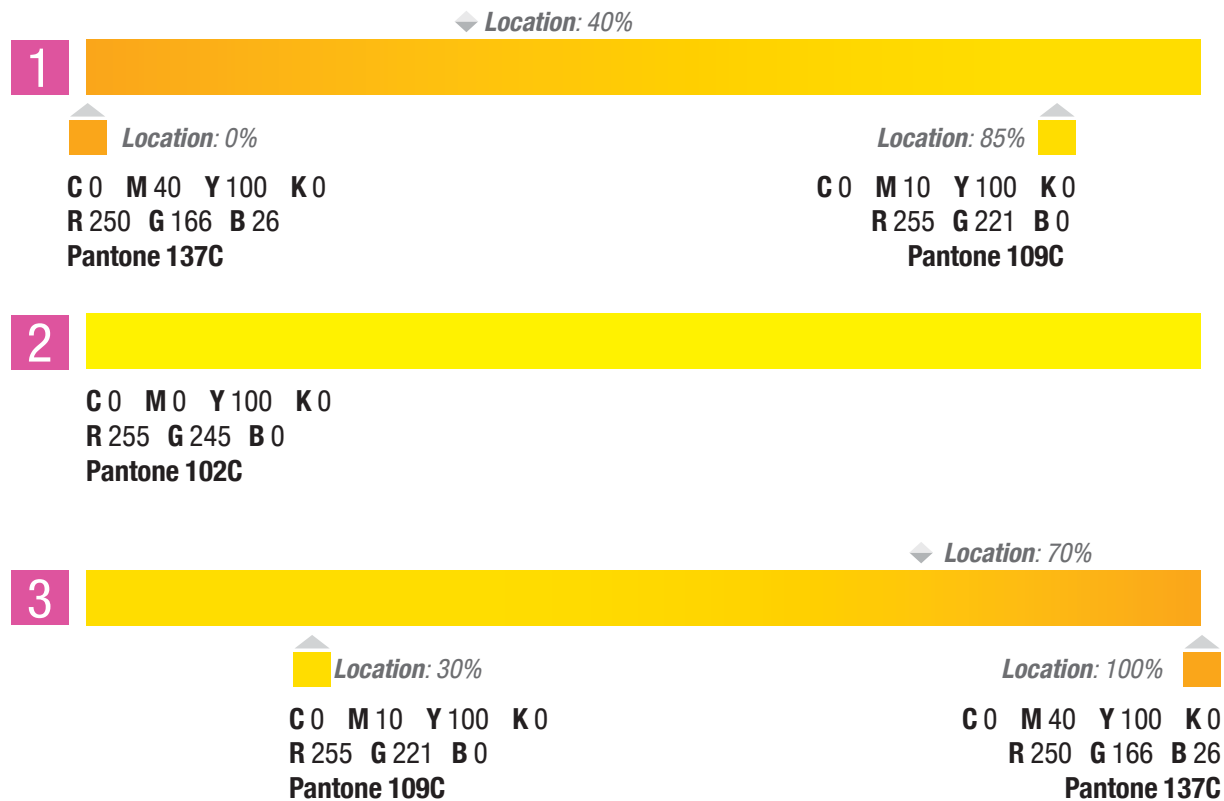 Location: 40%
1
Location: 0%
Location: 85%
C 0 M 40 Y 100 K 0
R 250 G 166 B 26
Pantone 137C
C 0 M 10 Y 100 K 0
R 255 G 221 B 0
Pantone 109C
2
C 0 M 0 Y 100 K 0
R 255 G 245 B 0
Pantone 102C
Location: 70%
3
Location: 30%
Location: 100%
C 0 M 10 Y 100 K 0
R 255 G 221 B 0
Pantone 109C
C 0 M 40 Y 100 K 0
R 250 G 166 B 26
Pantone 137C